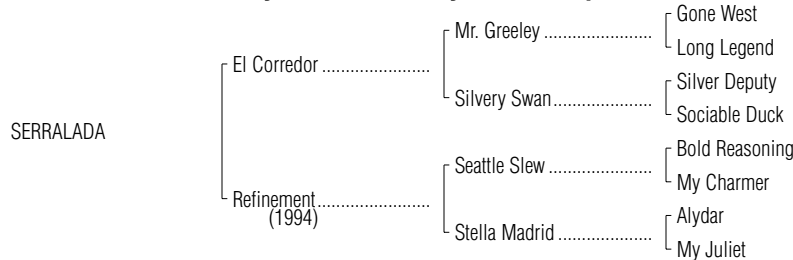 Gone West
Mr. Greeley ......................
Long Legend
El Corredor .......................
Silver Deputy
Silvery Swan ....................
Sociable Duck
SERRALADA
Bold Reasoning
Seattle Slew .....................
My Charmer
Refinement ........................
(1994)
Alydar
Stella Madrid ....................
My Juliet